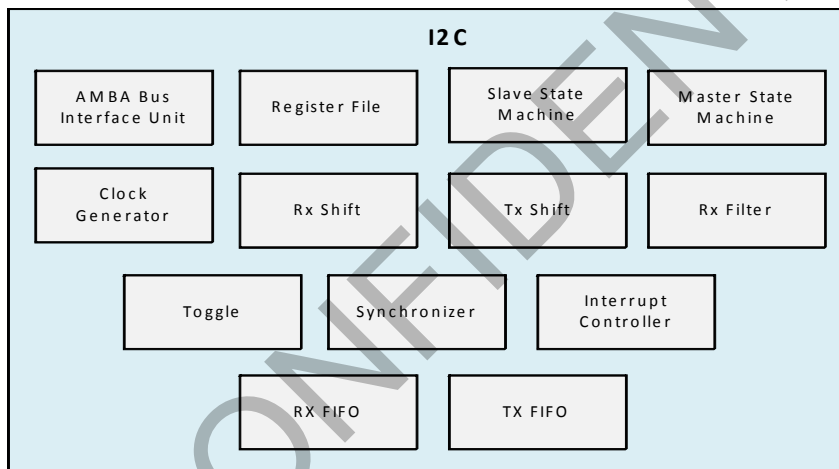 I2C
AMBA Bus
Interface Unit
Register File
Slave State
Machine
Master State
Machine
Clock
Generator
Rx Shift
Tx Shift
Rx Filter
Toggle
Synchronizer
Interrupt
Controller
RX FIFO
TX FIFO
ONFIDEN